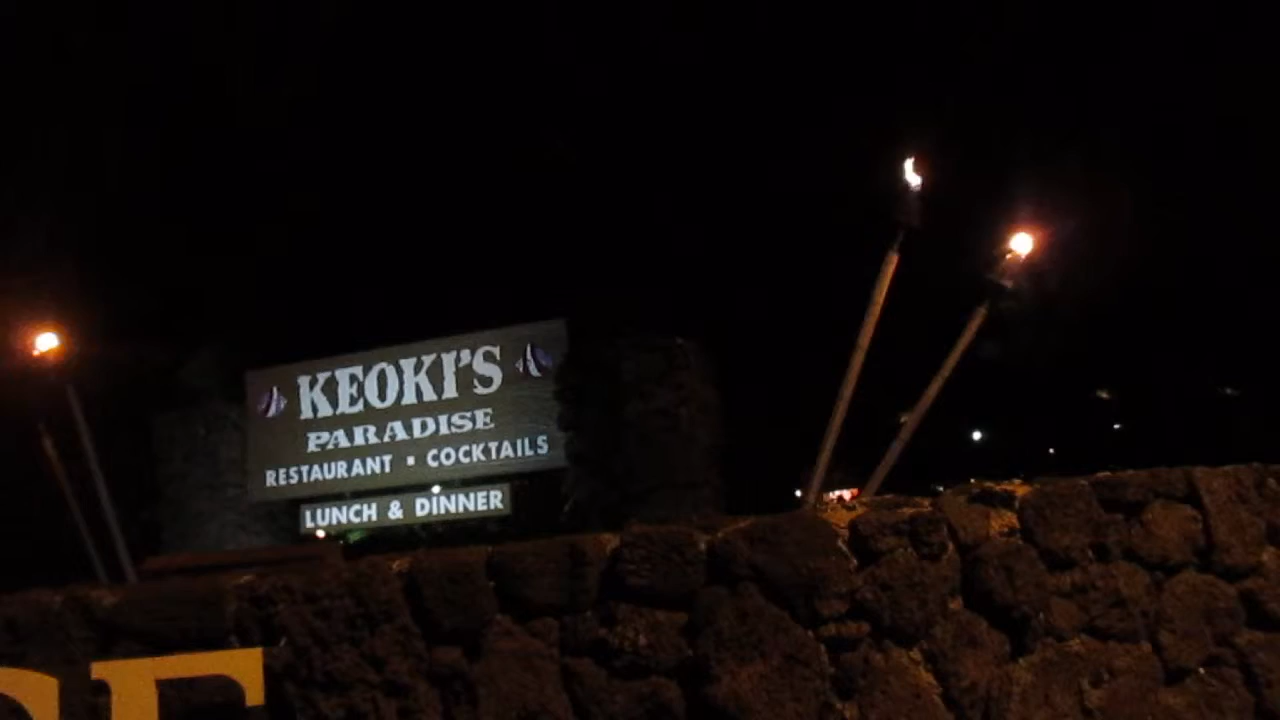 KEOKI'S
PARADISE
RESTAURANT ▪ COCKTAILS
LUNCH & DINNER